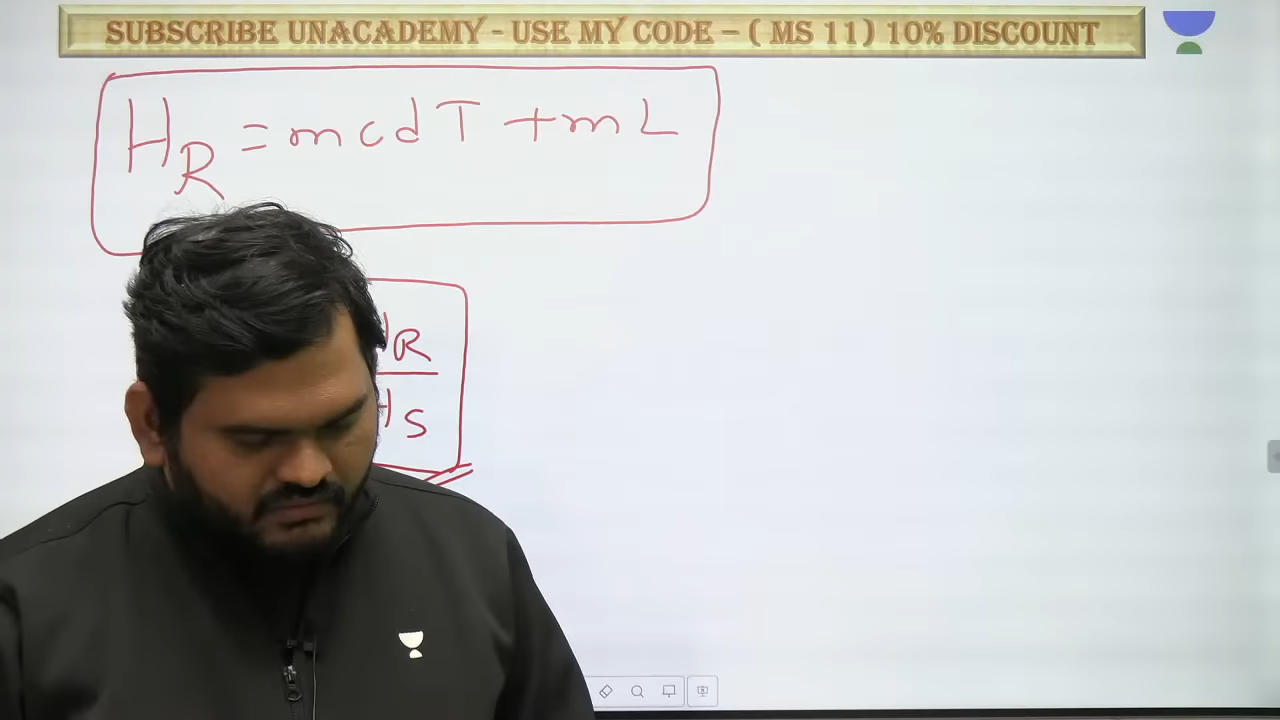 SUBSCRIBE UNACADEMY - USE MY CODE – ( MS 11) 10% DISCOUNT
H_R = mcdT + mL
R
S